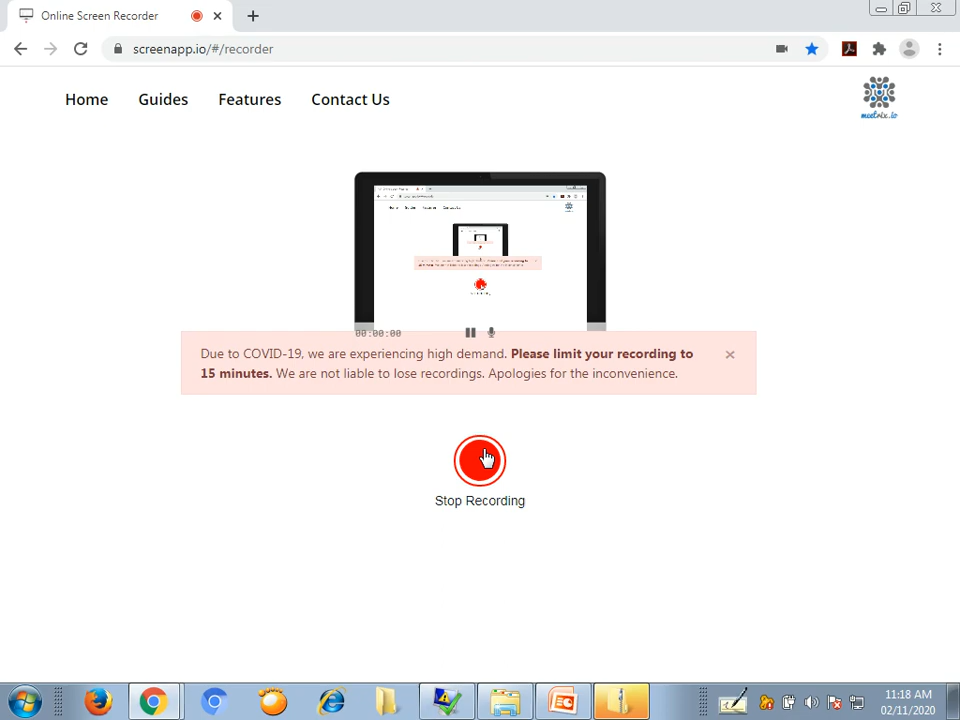 Online Screen Recorder
screenapp.io/#/recorder
Home Guides Features Contact Us
meetrix.io
00:00:00
Due to COVID-19, we are experiencing high demand. Please limit your recording to
15 minutes. We are not liable to lose recordings. Apologies for the inconvenience.
Stop Recording
11:18 AM
02/11/2020